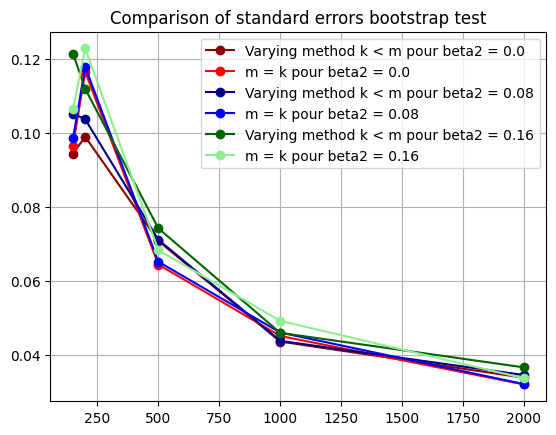 Comparison of standard errors bootstrap test
Varying method k < m pour beta2 = 0.0
m = k pour beta2 = 0.0
Varying method k < m pour beta2 = 0.08
m = k pour beta2 = 0.08
Varying method k < m pour beta2 = 0.16
m = k pour beta2 = 0.16
0.12
0.10
0.08
0.06
0.04
250 500 750 1000 1250 1500 1750 2000